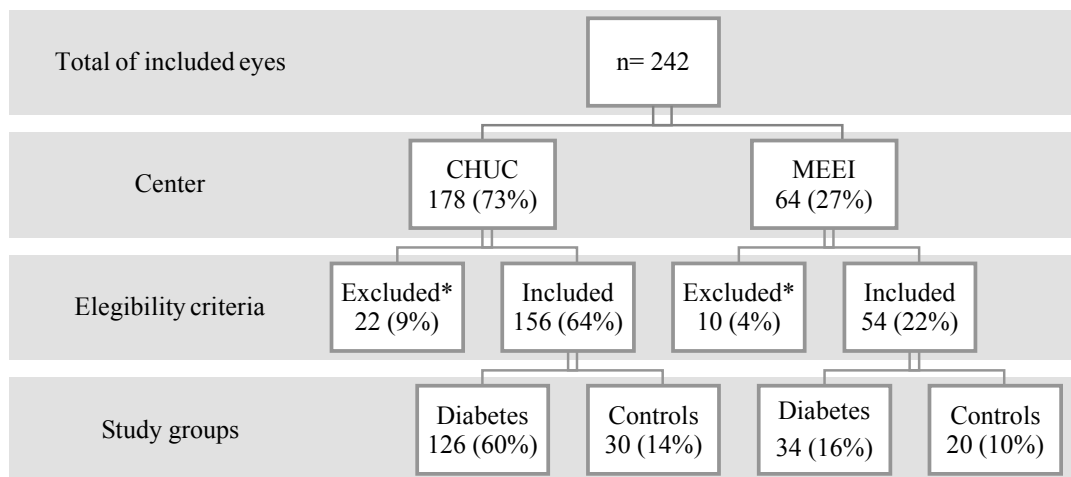 Total of included eyes
n= 242
Center
CHUC
178 (73%)
MEEI
64 (27%)
Elegibility criteria
Excluded*
22 (9%)
Included
156 (64%)
Excluded*
10 (4%)
Included
54 (22%)
Study groups
Diabetes
126 (60%)
Controls
30 (14%)
Diabetes
34 (16%)
Controls
20 (10%)